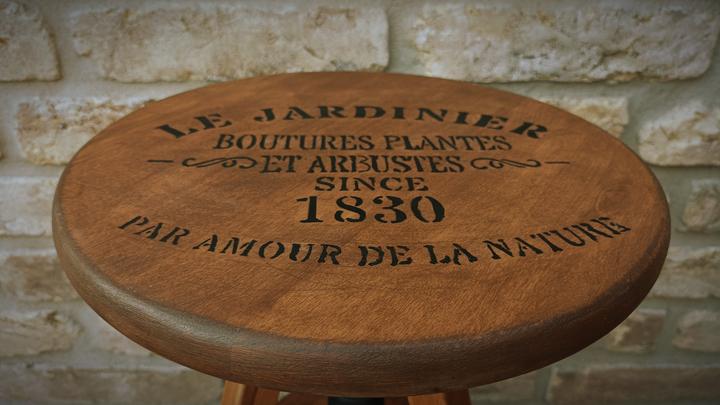 LE JARDINIER
BOUTURES PLANTES
ET ARBUSTES
SINCE
1830
PAR AMOUR DE LA NATURE